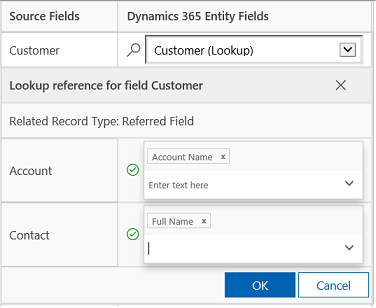 Source Fields Dynamics 365 Entity Fields
Customer Customer (Lookup)
Lookup reference for field Customer
Related Record Type: Referred Field
Account Account Name x
Enter text here
Contact Full Name x
OK Cancel